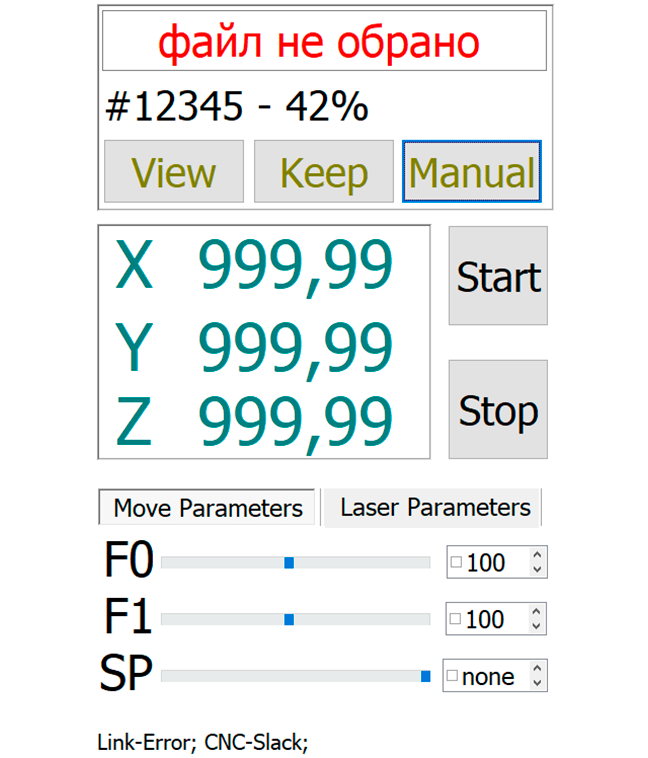 файл не обрано
#12345 - 42%
View Keep Manual
X 999,99
Y 999,99
Z 999,99
Start
Stop
Move Parameters Laser Parameters
F0 100
F1 100
SP none
Link-Error; CNC-Slack;